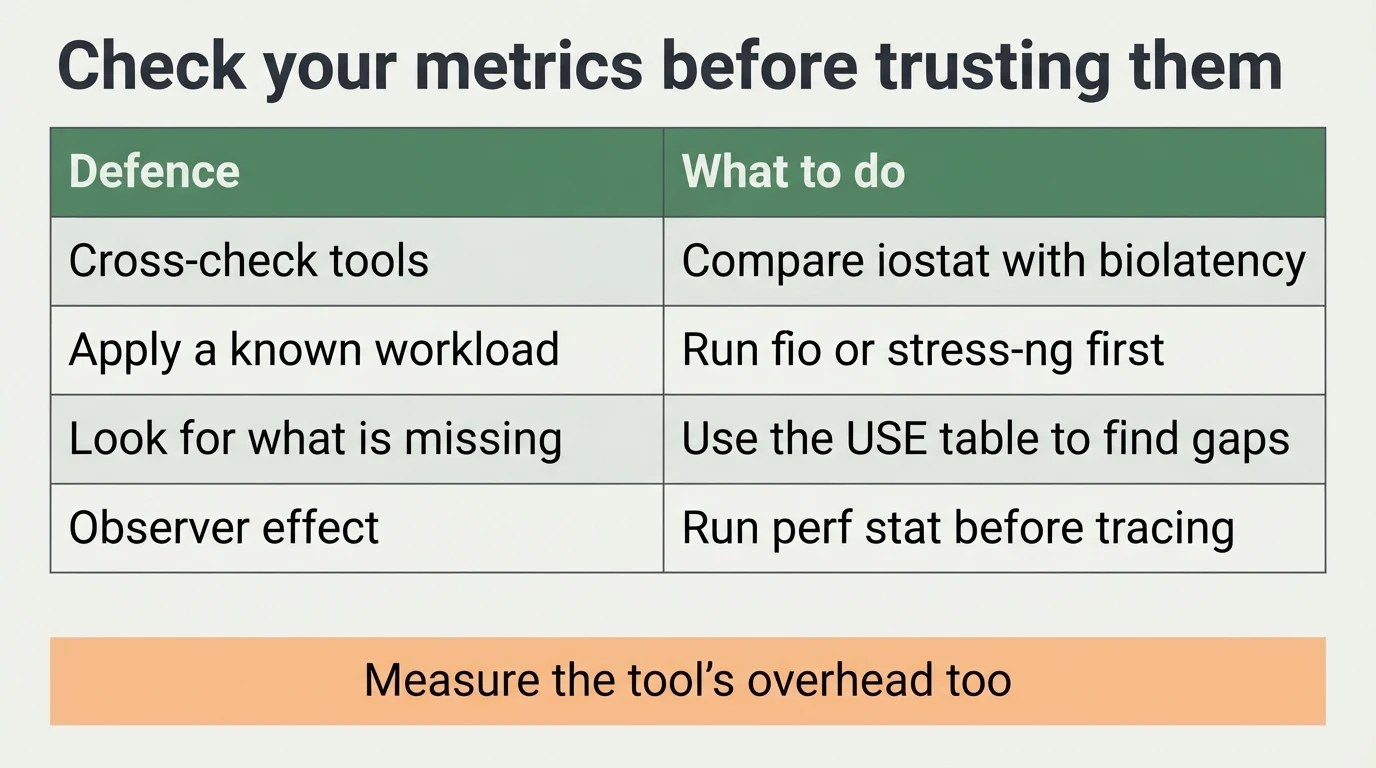 Check your metrics before trusting them
Defence
What to do
Cross-check tools
Compare iostat with biolatency
Apply a known workload
Run fio or stress-ng first
Look for what is missing
Use the USE table to find gaps
Observer effect
Run perf stat before tracing
Measure the tool’s overhead too